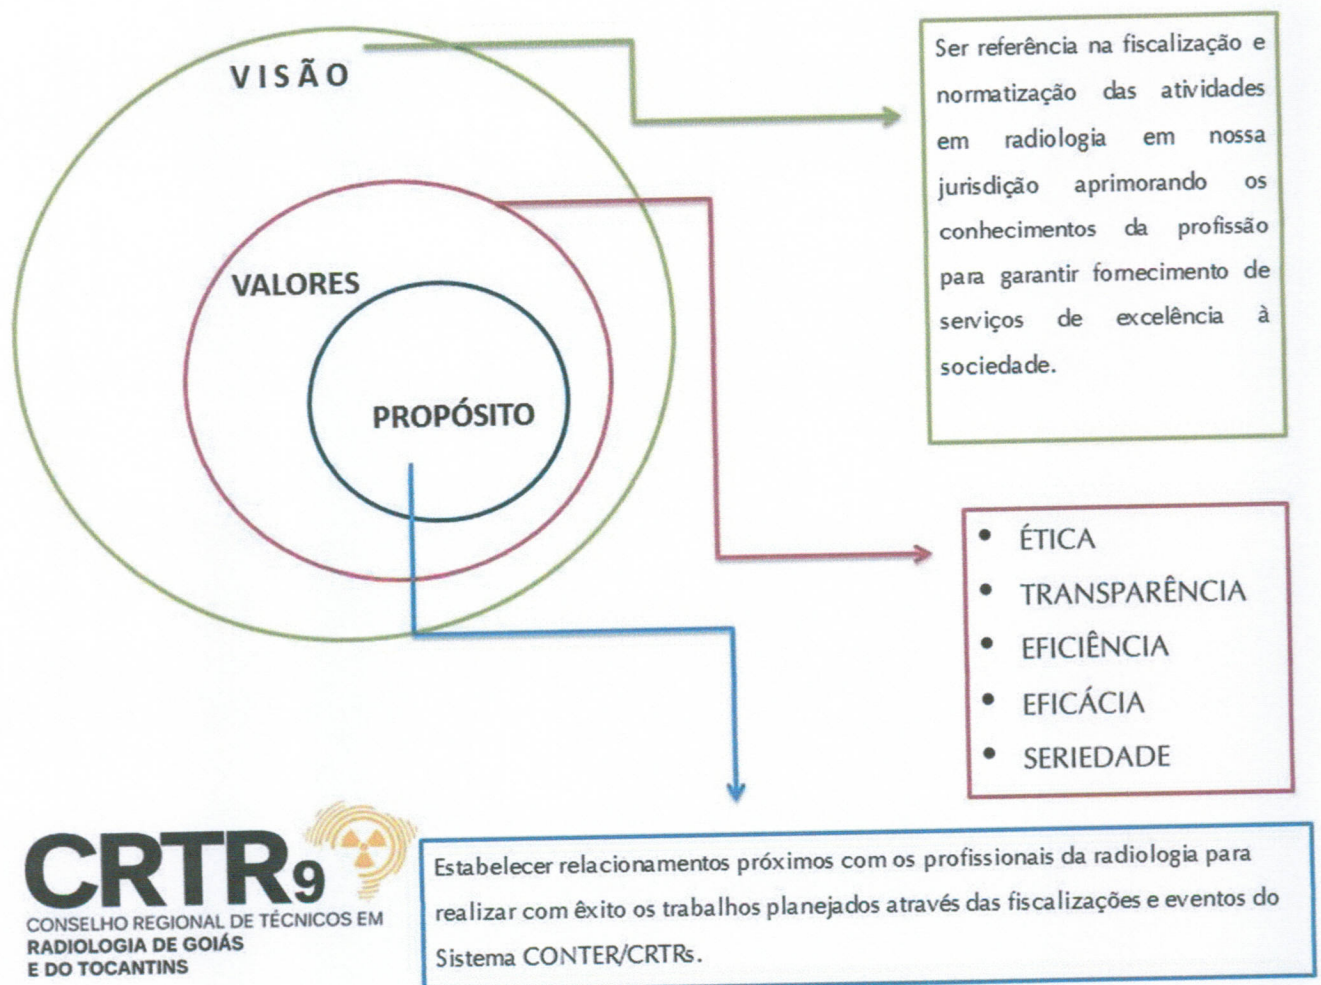 VISÃO
Ser referência na fiscalização e
normatização das atividades
em radiologia em nossa
jurisdição aprimorando os
conhecimentos da profissão
para garantir fornecimento de
serviços de excelência à
sociedade.
VALORES
PROPÓSITO
• ÉTICA
• TRANSPARÊNCIA
• EFICIÊNCIA
• EFICÁCIA
• SERIEDADE
CRTR9
CONSELHO REGIONAL DE TÉCNICOS EM
RADIOLOGIA DE GOIÁS
E DO TOCANTINS
Estabelecer relacionamentos próximos com os profissionais da radiologia para
realizar com êxito os trabalhos planejados através das fiscalizações e eventos do
Sistema CONTER/CRTRs.